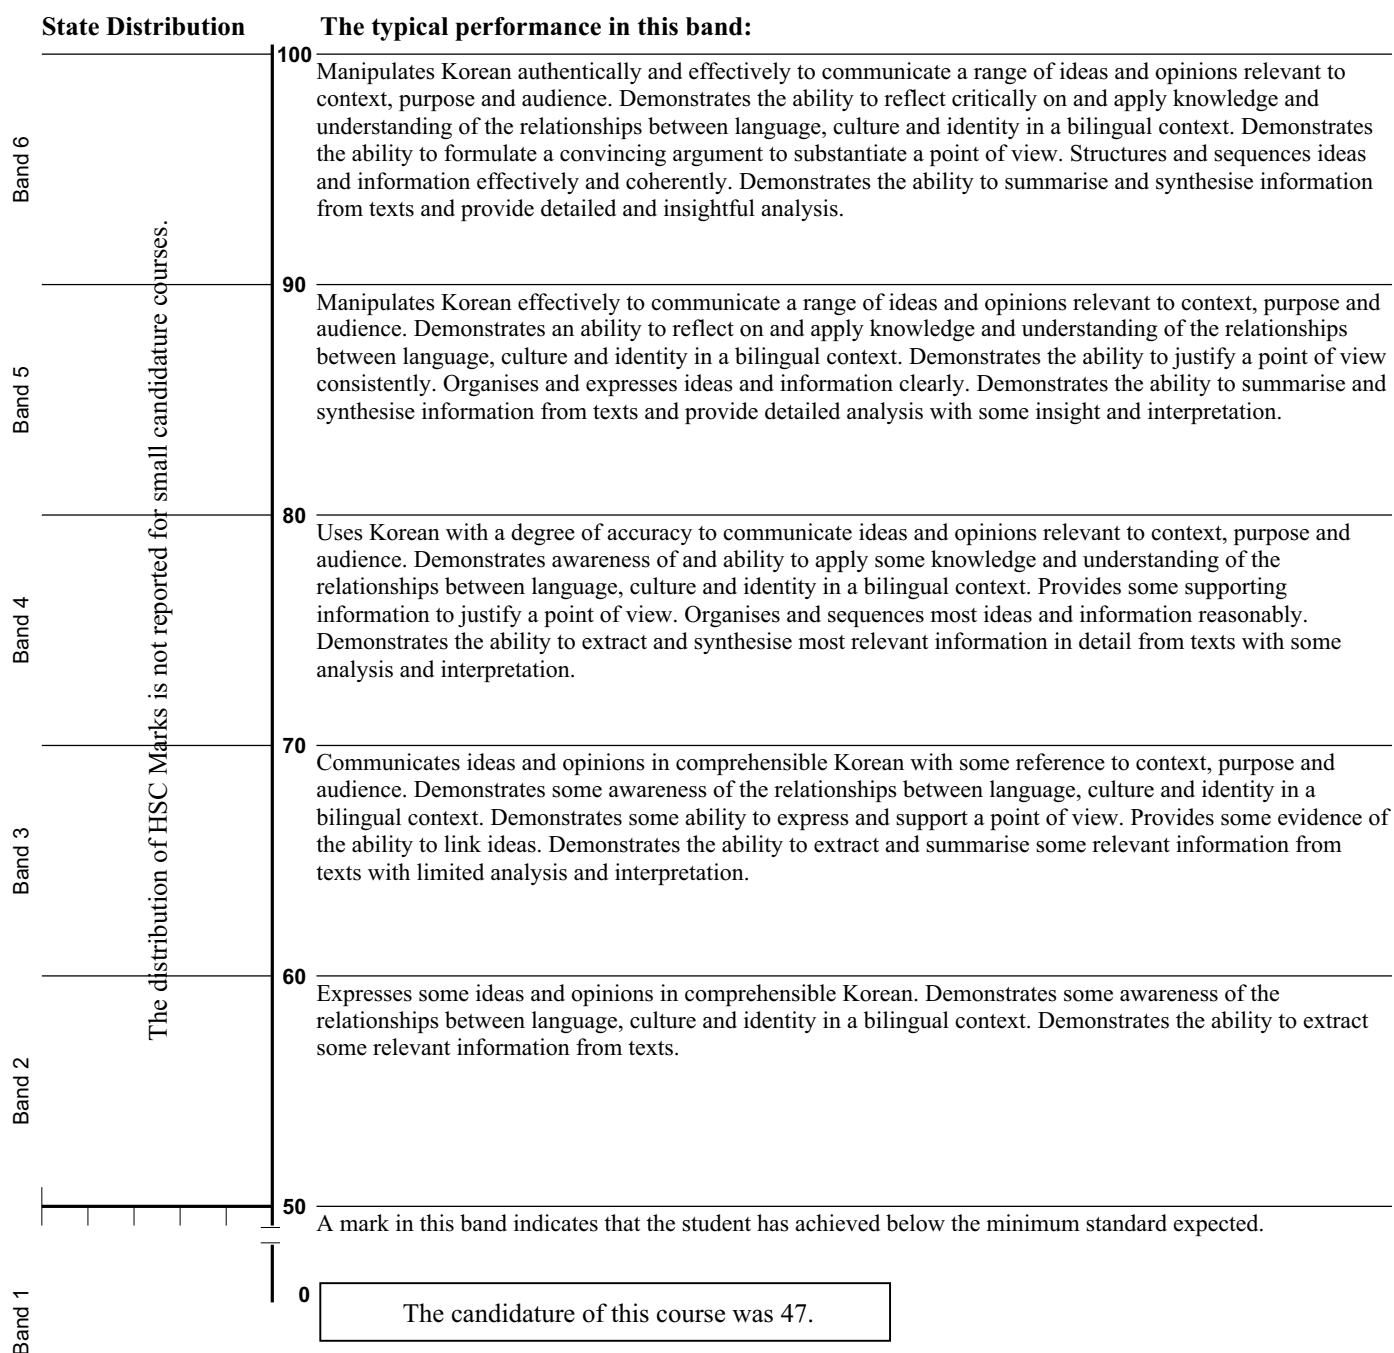 State Distribution
The typical performance in this band:
100
Band 6
Manipulates Korean authentically and effectively to communicate a range of ideas and opinions relevant to
context, purpose and audience. Demonstrates the ability to reflect critically on and apply knowledge and
understanding of the relationships between language, culture and identity in a bilingual context. Demonstrates
the ability to formulate a convincing argument to substantiate a point of view. Structures and sequences ideas
and information effectively and coherently. Demonstrates the ability to summarise and synthesise information
from texts and provide detailed and insightful analysis.
The distribution of HSC Marks is not reported for small candidature courses.
90
Band 5
Manipulates Korean effectively to communicate a range of ideas and opinions relevant to context, purpose and
audience. Demonstrates an ability to reflect on and apply knowledge and understanding of the relationships
between language, culture and identity in a bilingual context. Demonstrates the ability to justify a point of view
consistently. Organises and expresses ideas and information clearly. Demonstrates the ability to summarise and
synthesise information from texts and provide detailed analysis with some insight and interpretation.
80
Band 4
Uses Korean with a degree of accuracy to communicate ideas and opinions relevant to context, purpose and
audience. Demonstrates awareness of and ability to apply some knowledge and understanding of the
relationships between language, culture and identity in a bilingual context. Provides some supporting
information to justify a point of view. Organises and sequences most ideas and information reasonably.
Demonstrates the ability to extract and synthesise most relevant information in detail from texts with some
analysis and interpretation.
70
Band 3
Communicates ideas and opinions in comprehensible Korean with some reference to context, purpose and
audience. Demonstrates some awareness of the relationships between language, culture and identity in a
bilingual context. Demonstrates some ability to express and support a point of view. Provides some evidence of
the ability to link ideas. Demonstrates the ability to extract and summarise some relevant information from
texts with limited analysis and interpretation.
60
Band 2
Expresses some ideas and opinions in comprehensible Korean. Demonstrates some awareness of the
relationships between language, culture and identity in a bilingual context. Demonstrates the ability to extract
some relevant information from texts.
50
Band 1
A mark in this band indicates that the student has achieved below the minimum standard expected.
0
The candidature of this course was 47.